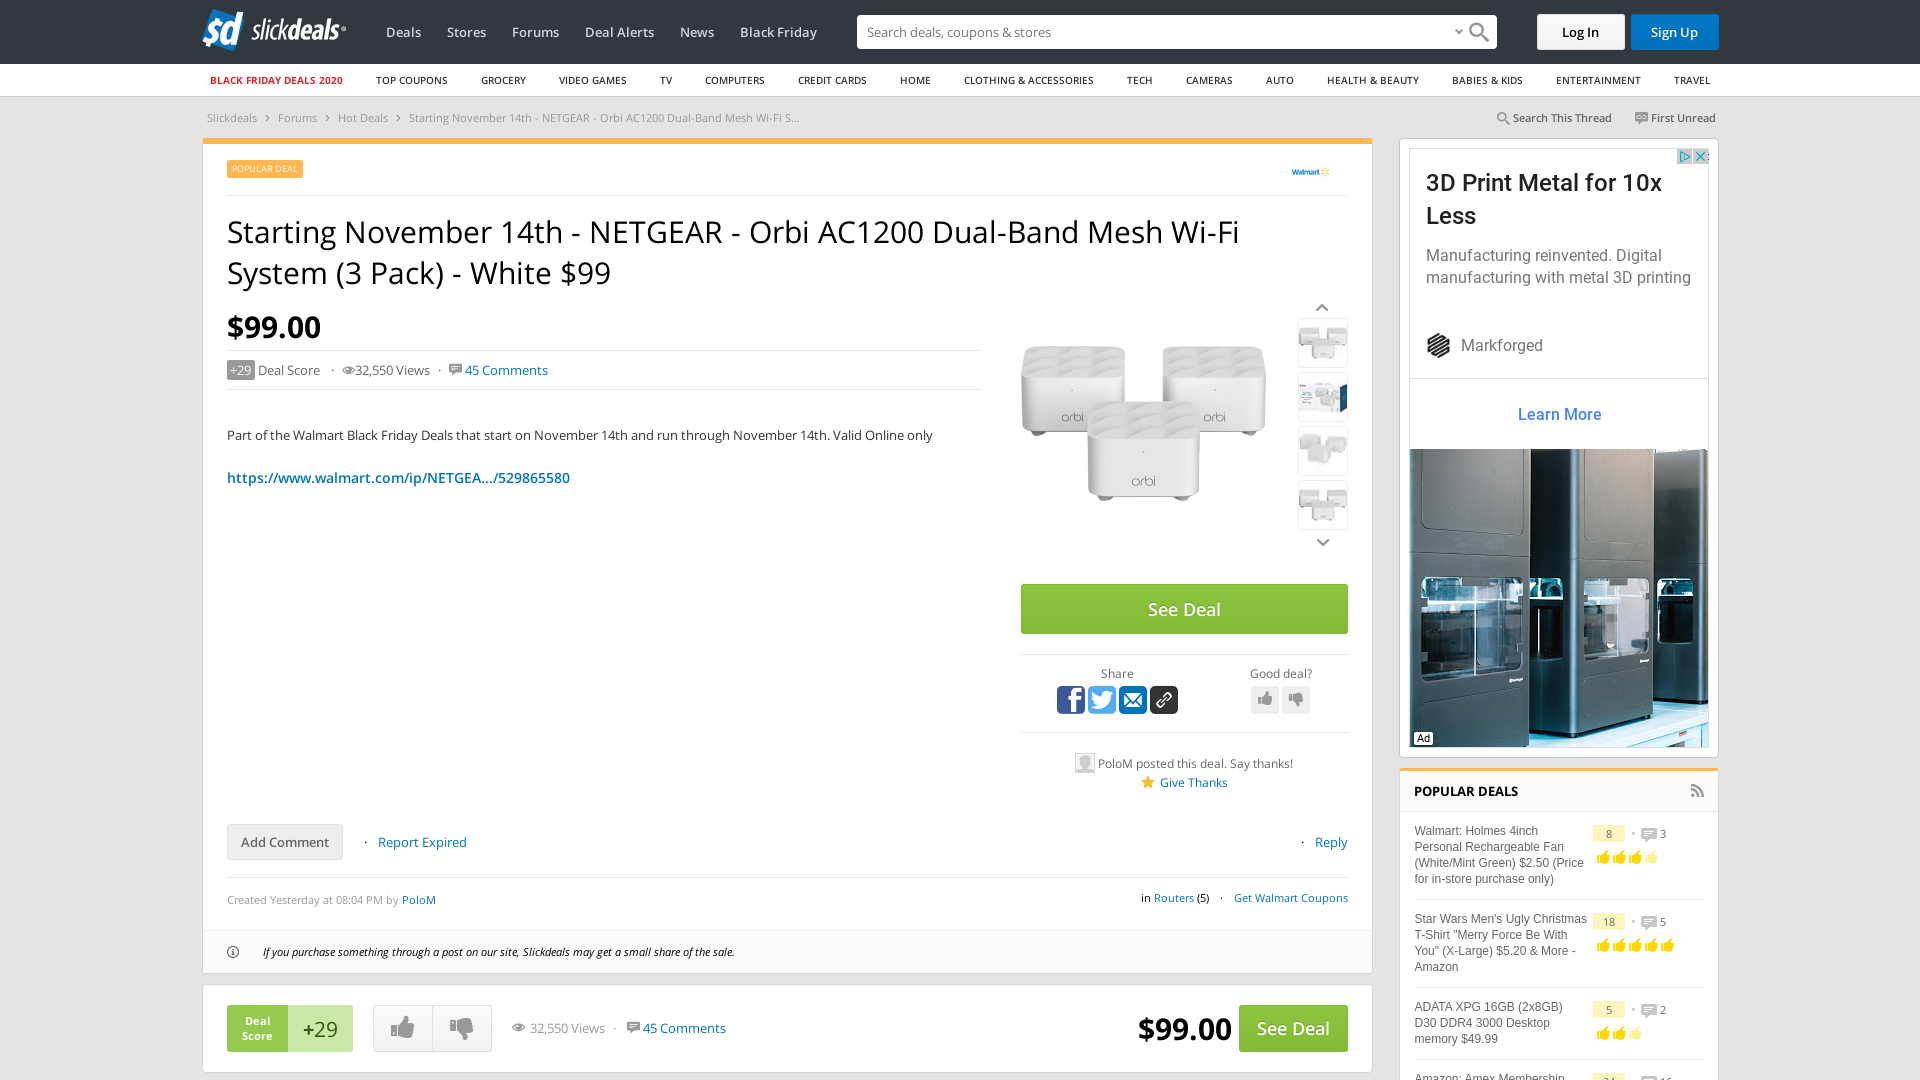 slickdeals
Deals
Stores
Forums
Deal Alerts
News
Black Friday
Search deals, coupons & stores
Log In
Sign Up
BLACK FRIDAY DEALS 2020
TOP COUPONS
GROCERY
VIDEO GAMES
TV
COMPUTERS
CREDIT CARDS
HOME
CLOTHING & ACCESSORIES
TECH
CAMERAS
AUTO
HEALTH & BEAUTY
BABIES & KIDS
ENTERTAINMENT
TRAVEL
Slickdeals > Forums > Hot Deals > Starting November 14th - NETGEAR - Orbi AC1200 Dual-Band Mesh Wi-Fi S...
Search This Thread
First Unread
POPULAR DEAL
Walmart
Starting November 14th - NETGEAR - Orbi AC1200 Dual-Band Mesh Wi-Fi
System (3 Pack) - White $99
$99.00
+29 Deal Score · 32,550 Views · 45 Comments
Part of the Walmart Black Friday Deals that start on November 14th and run through November 14th. Valid Online only
https://www.walmart.com/ip/NETGEA.../529865580
orbi
orbi
orbi
See Deal
Share
Good deal?
PoloM posted this deal. Say thanks!
Give Thanks
Add Comment · Report Expired
· Reply
Created Yesterday at 08:04 PM by PoloM
in Routers (5) · Get Walmart Coupons
If you purchase something through a post on our site, Slickdeals may get a small share of the sale.
Deal
Score
+29
32,550 Views · 45 Comments
$99.00
See Deal
3D Print Metal for 10x
Less
Manufacturing reinvented. Digital
manufacturing with metal 3D printing
Markforged
Learn More
Ad
POPULAR DEALS
Walmart: Holmes 4inch
Personal Rechargeable Fan
(White/Mint Green) $2.50 (Price
for in-store purchase only)
8 • 3
Star Wars Men's Ugly Christmas
T-Shirt "Merry Force Be With
You" (X-Large) $5.20 & More -
Amazon
18 • 5
ADATA XPG 16GB (2x8GB)
D30 DDR4 3000 Desktop
memory $49.99
5 • 2
Amazon: Amex Membership